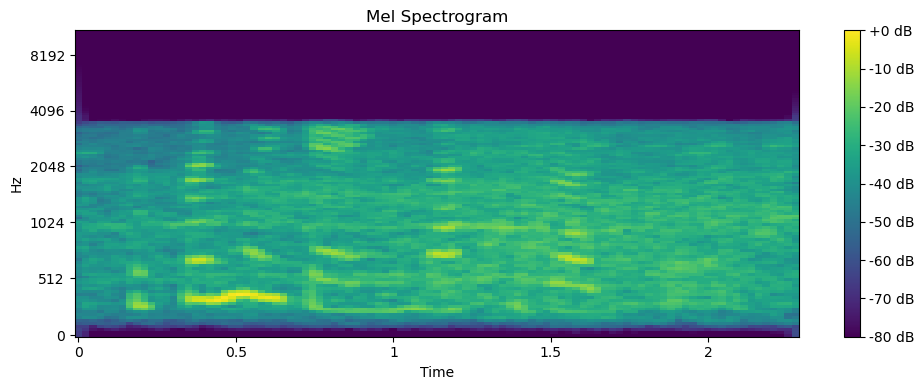 Mel Spectrogram
Hz
8192
4096
2048
1024
512
0
0
0.5
1
1.5
2
Time
+0 dB
-10 dB
-20 dB
-30 dB
-40 dB
-50 dB
-60 dB
-70 dB
-80 dB